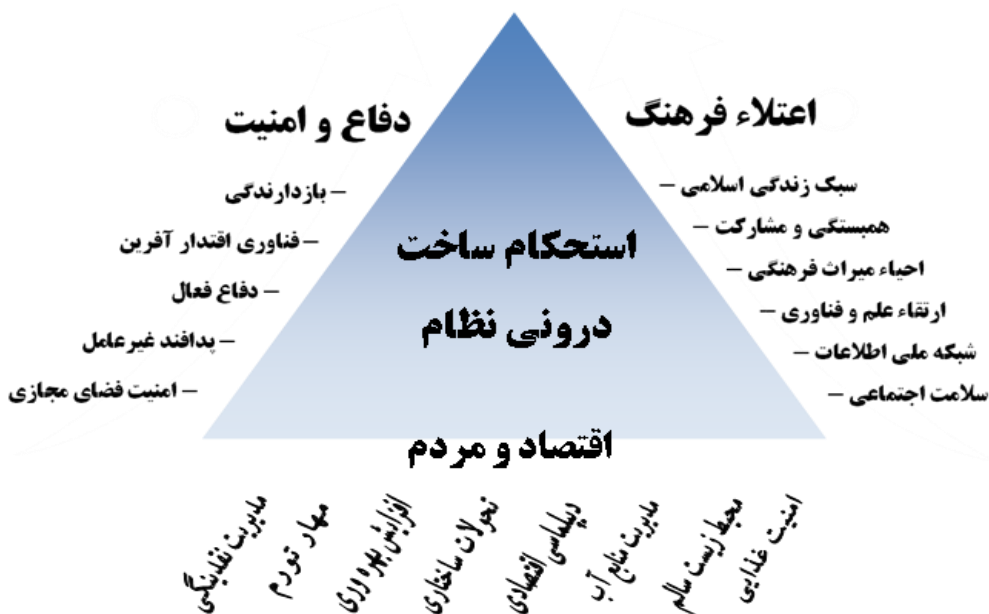 اعتلاء فرهنگ
سبک زندگی اسلامی –
همبستگی و مشارکت –
احیاء میراث فرهنگی –
ارتقاء علم و فناوری –
شبکه ملی اطلاعات –
سلامت اجتماعی –
دفاع و امنیت
– بازدارندگی
– فناوری اقتدار آفرین
– دفاع فعال
– پدافند غیرعامل
– امنیت فضای مجازی
استحکام ساخت
درونی نظام
اقتصاد و مردم
امنیت غذایی
محیط زیست سالم
مدیریت منابع آب
دیپلماسی اقتصادی
تحولات ساختاری
افزایش بهره وری
مهار تورم
مدیریت نقدینگی